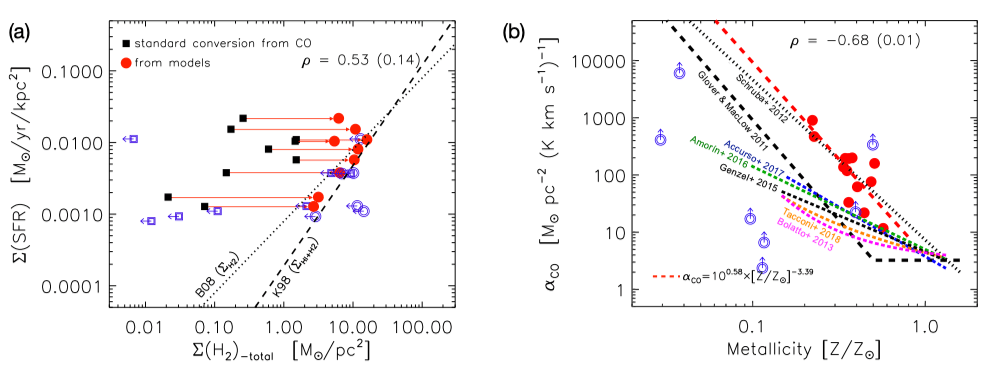 (a)
standard conversion from CO
from models
ρ = 0.53 (0.14)
Σ(SFR) [M⊙/yr/kpc²]
0.1000
0.0100
0.0010
0.0001
B08 (Σ_H2)
K98 (Σ_HI+H2)
0.01 0.10 1.00 10.00 100.00
Σ(H₂)₋total [M⊙/pc²]
(b)
ρ = −0.68 (0.01)
α_CO [M⊙ pc⁻² (K km s⁻¹)⁻¹]
10000
1000
100
10
1
Schruba+ 2012
Glover & MacLow 2011
Accurso+ 2017
Amorin+ 2016
Genzel+ 2015
Tacconi+ 2018
Bolatto+ 2013
α_CO=10^0.58×[Z/Z⊙]^−3.39
0.1 1.0
Metallicity [Z/Z⊙]